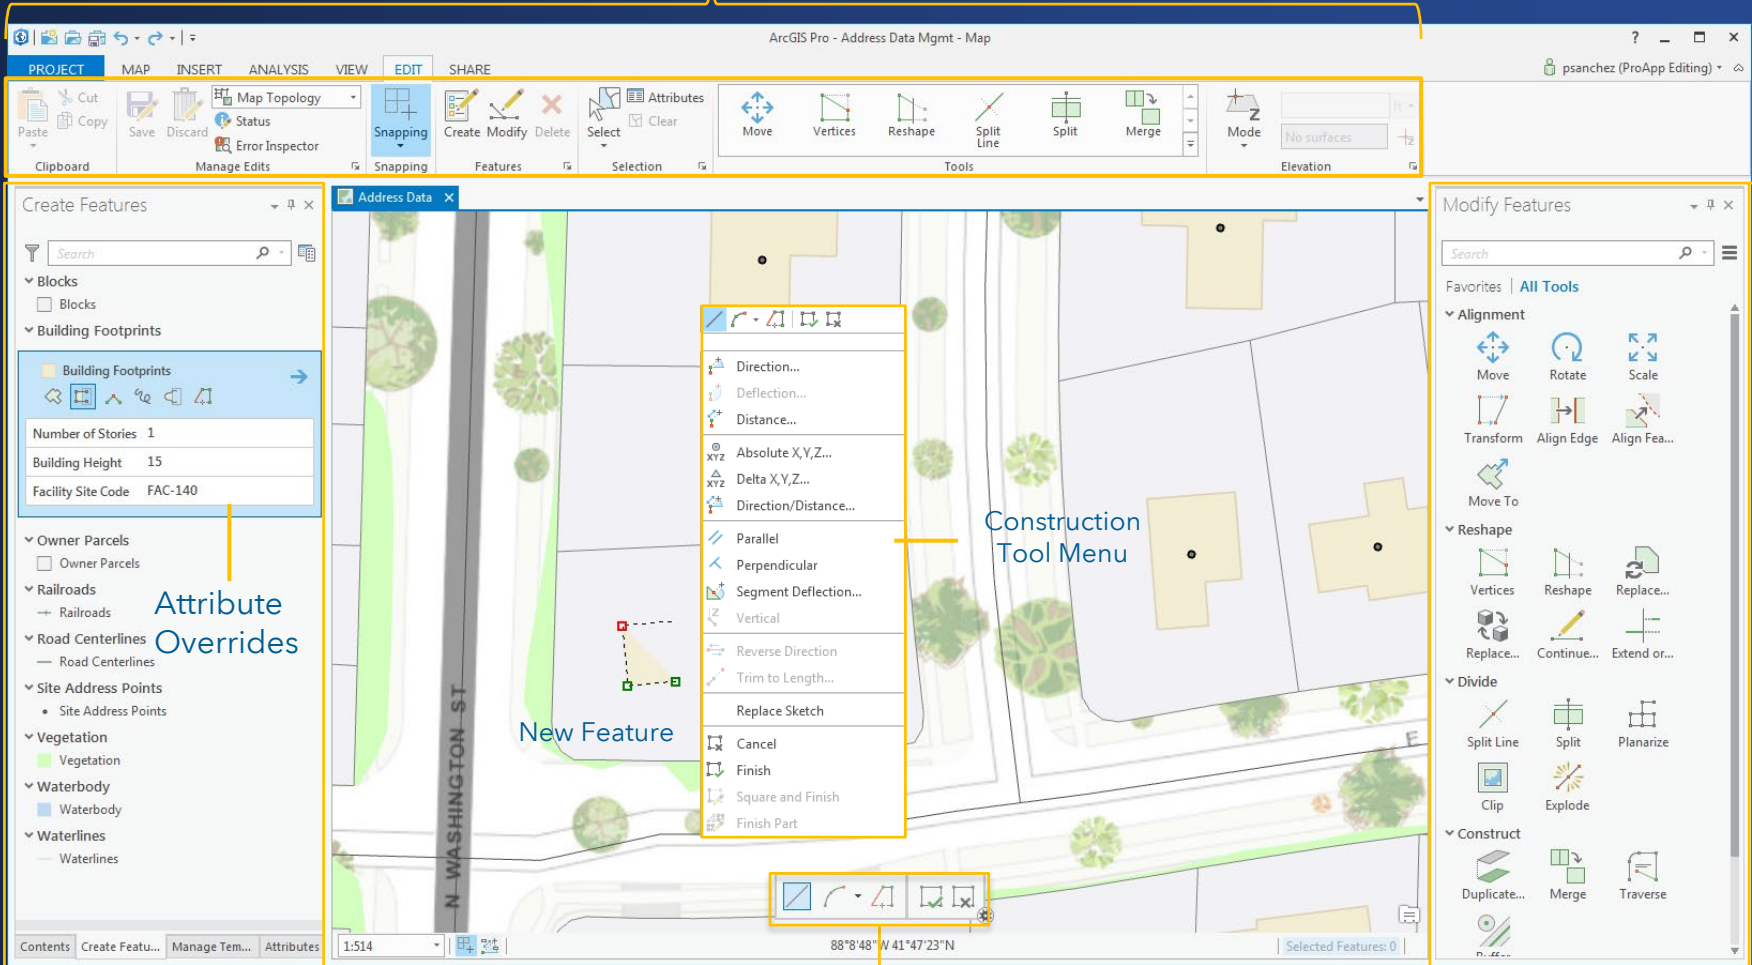 ArcGIS Pro - Address Data Mgmt - Map
?
PROJECT MAP INSERT ANALYSIS VIEW EDIT SHARE
psanchez (ProApp Editing)
Paste
Cut
Copy
Clipboard
Save
Discard
Map Topology
Status
Error Inspector
Manage Edits
Snapping
Snapping
Create Modify Delete
Features
Select
Attributes
Clear
Selection
Move Vertices Reshape Split Line Split Merge
Tools
Mode
Z
ft
No surfaces
Elevation
Create Features
Search
Blocks
Blocks
Building Footprints
Building Footprints
Number of Stories 1
Building Height 15
Facility Site Code FAC-140
Owner Parcels
Owner Parcels
Railroads
Railroads
Road Centerlines
Road Centerlines
Site Address Points
Site Address Points
Vegetation
Vegetation
Waterbody
Waterbody
Waterlines
Waterlines
Attribute
Overrides
Contents Create Featu... Manage Tem... Attributes
Address Data
N WASHINGTON ST
E
New Feature
Direction...
Deflection...
Distance...
XYZ Absolute X,Y,Z...
XYZ Delta X,Y,Z...
Direction/Distance...
Parallel
Perpendicular
Segment Deflection...
Vertical
Reverse Direction
Trim to Length...
Replace Sketch
Cancel
Finish
Square and Finish
Finish Part
Construction
Tool Menu
1:514
88°8'48"W 41°47'23"N
Selected Features: 0
Modify Features
Search
Favorites | All Tools
Alignment
Move Rotate Scale
Transform Align Edge Align Fea...
Move To
Reshape
Vertices Reshape Replace...
Replace... Continue... Extend or...
Divide
Split Line Split Planarize
Clip Explode
Construct
Duplicate... Merge Traverse
Buffer